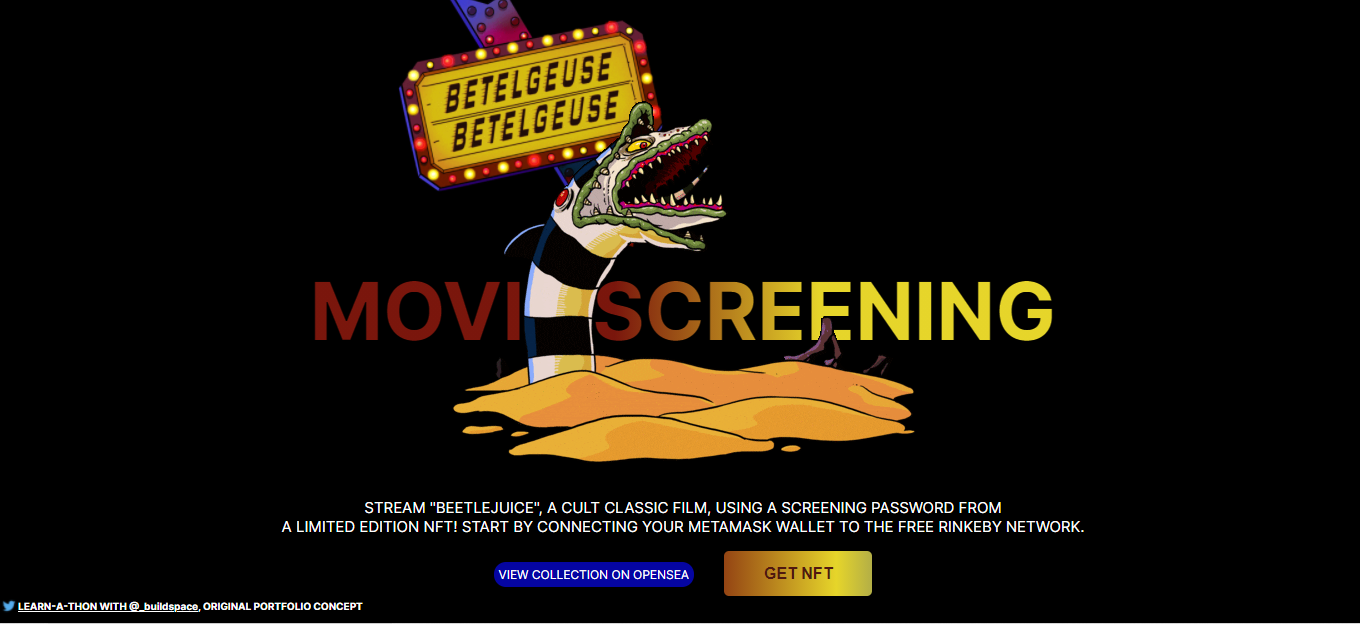 BETELGEUSE
BETELGEUSE
MOVI SCREENING
STREAM "BEETLEJUICE", A CULT CLASSIC FILM, USING A SCREENING PASSWORD FROM
A LIMITED EDITION NFT! START BY CONNECTING YOUR METAMASK WALLET TO THE FREE RINKEBY NETWORK.
VIEW COLLECTION ON OPENSEA
GET NFT
LEARN-A-THON WITH @_buildspace, ORIGINAL PORTFOLIO CONCEPT